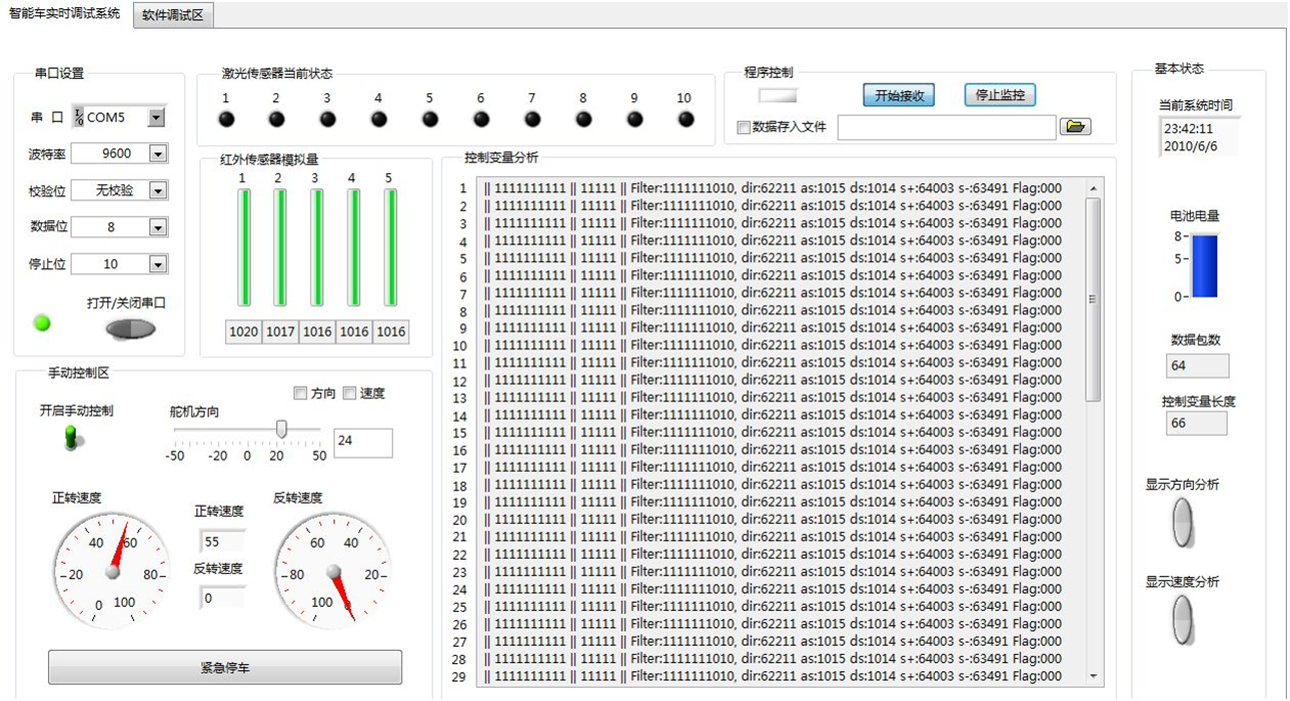 智能车实时调试系统 软件调试区
串口设置
串 口 I/O COM5
波特率 9600
校验位 无校验
数据位 8
停止位 10
打开/关闭串口
激光传感器当前状态
1 2 3 4 5 6 7 8 9 10
程序控制
开始接收 停止监控
数据存入文件
红外传感器模拟量
1 2 3 4 5
1020 1017 1016 1016 1016
控制变量分析
1 || 1111111111 || 11111 || Filter:1111111010, dir:62211 as:1015 ds:1014 s+:64003 s-:63491 Flag:000
2 || 1111111111 || 11111 || Filter:1111111010, dir:62211 as:1015 ds:1014 s+:64003 s-:63491 Flag:000
3 || 1111111111 || 11111 || Filter:1111111010, dir:62211 as:1015 ds:1014 s+:64003 s-:63491 Flag:000
4 || 1111111111 || 11111 || Filter:1111111010, dir:62211 as:1015 ds:1014 s+:64003 s-:63491 Flag:000
5 || 1111111111 || 11111 || Filter:1111111010, dir:62211 as:1015 ds:1014 s+:64003 s-:63491 Flag:000
6 || 1111111111 || 11111 || Filter:1111111010, dir:62211 as:1015 ds:1014 s+:64003 s-:63491 Flag:000
7 || 1111111111 || 11111 || Filter:1111111010, dir:62211 as:1015 ds:1014 s+:64003 s-:63491 Flag:000
8 || 1111111111 || 11111 || Filter:1111111010, dir:62211 as:1015 ds:1014 s+:64003 s-:63491 Flag:000
9 || 1111111111 || 11111 || Filter:1111111010, dir:62211 as:1015 ds:1014 s+:64003 s-:63491 Flag:000
10 || 1111111111 || 11111 || Filter:1111111010, dir:62211 as:1015 ds:1014 s+:64003 s-:63491 Flag:000
11 || 1111111111 || 11111 || Filter:1111111010, dir:62211 as:1015 ds:1014 s+:64003 s-:63491 Flag:000
12 || 1111111111 || 11111 || Filter:1111111010, dir:62211 as:1015 ds:1014 s+:64003 s-:63491 Flag:000
13 || 1111111111 || 11111 || Filter:1111111010, dir:62211 as:1015 ds:1014 s+:64003 s-:63491 Flag:000
14 || 1111111111 || 11111 || Filter:1111111010, dir:62211 as:1015 ds:1014 s+:64003 s-:63491 Flag:000
15 || 1111111111 || 11111 || Filter:1111111010, dir:62211 as:1015 ds:1014 s+:64003 s-:63491 Flag:000
16 || 1111111111 || 11111 || Filter:1111111010, dir:62211 as:1015 ds:1014 s+:64003 s-:63491 Flag:000
17 || 1111111111 || 11111 || Filter:1111111010, dir:62211 as:1015 ds:1014 s+:64003 s-:63491 Flag:000
18 || 1111111111 || 11111 || Filter:1111111010, dir:62211 as:1015 ds:1014 s+:64003 s-:63491 Flag:000
19 || 1111111111 || 11111 || Filter:1111111010, dir:62211 as:1015 ds:1014 s+:64003 s-:63491 Flag:000
20 || 1111111111 || 11111 || Filter:1111111010, dir:62211 as:1015 ds:1014 s+:64003 s-:63491 Flag:000
21 || 1111111111 || 11111 || Filter:1111111010, dir:62211 as:1015 ds:1014 s+:64003 s-:63491 Flag:000
22 || 1111111111 || 11111 || Filter:1111111010, dir:62211 as:1015 ds:1014 s+:64003 s-:63491 Flag:000
23 || 1111111111 || 11111 || Filter:1111111010, dir:62211 as:1015 ds:1014 s+:64003 s-:63491 Flag:000
24 || 1111111111 || 11111 || Filter:1111111010, dir:62211 as:1015 ds:1014 s+:64003 s-:63491 Flag:000
25 || 1111111111 || 11111 || Filter:1111111010, dir:62211 as:1015 ds:1014 s+:64003 s-:63491 Flag:000
26 || 1111111111 || 11111 || Filter:1111111010, dir:62211 as:1015 ds:1014 s+:64003 s-:63491 Flag:000
27 || 1111111111 || 11111 || Filter:1111111010, dir:62211 as:1015 ds:1014 s+:64003 s-:63491 Flag:000
28 || 1111111111 || 11111 || Filter:1111111010, dir:62211 as:1015 ds:1014 s+:64003 s-:63491 Flag:000
29 || 1111111111 || 11111 || Filter:1111111010, dir:62211 as:1015 ds:1014 s+:64003 s-:63491 Flag:000
手动控制区
方向 速度
开启手动控制
舵机方向
24
-50 -20 0 20 50
正转速度
40 60
20 80
0 100
正转速度
55
反转速度
0
反转速度
60 40
80 20
100 0
紧急停车
基本状态
当前系统时间
23:42:11
2010/6/6
电池电量
8
5
0
数据包数
64
控制变量长度
66
显示方向分析
显示速度分析